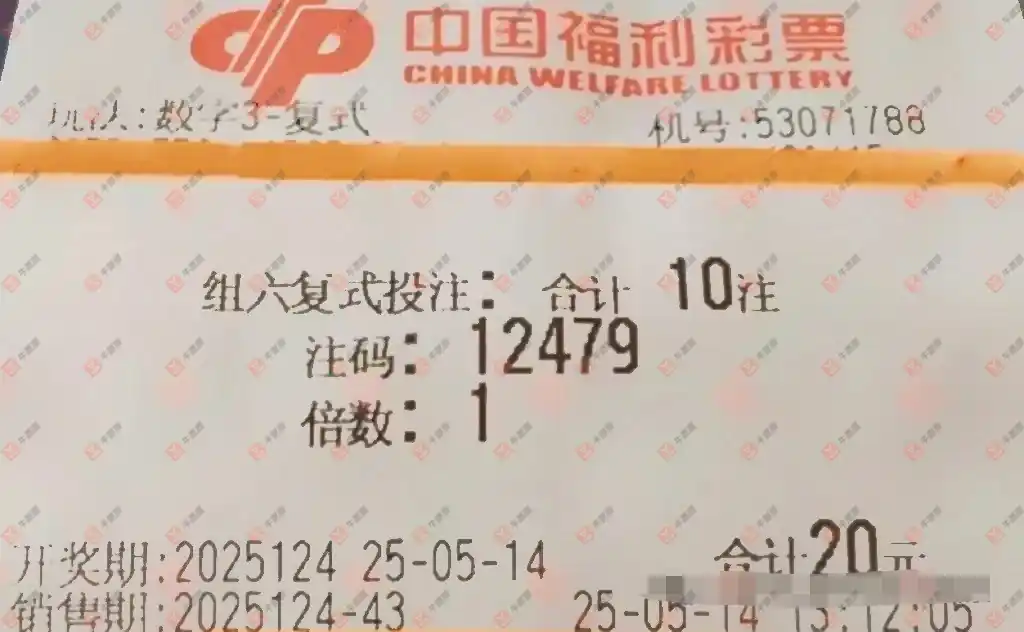 中国福利彩票
CHINA WELFARE LOTTERY
玩法:数字3-复式 机号:53071788
组六复式投注: 合计 10注
注码: 12479
倍数: 1
开奖期:2025124 25-05-14 合计20元
销售期:2025124-43 25-05-14 13:12:05